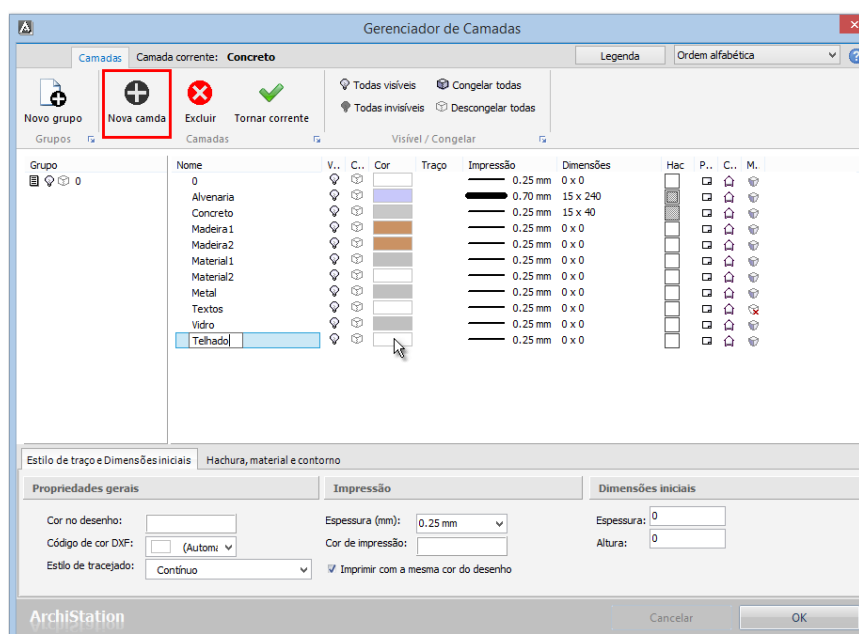 Gerenciador de Camadas
Camadas Camada corrente: Concreto Legenda Ordem alfabética
Novo grupo Nova camda Excluir Tornar corrente
Todas visíveis Congelar todas
Todas invisíveis Descongelar todas
Grupos Camadas Visível / Congelar
Grupo Nome V.. C.. Cor Traço Impressão Dimensões Hac P.. C.. M.
0 0 0.25 mm 0 x 0
Alvenaria 0.70 mm 15 x 240
Concreto 0.25 mm 15 x 40
Madeira1 0.25 mm 0 x 0
Madeira2 0.25 mm 0 x 0
Material1 0.25 mm 0 x 0
Material2 0.25 mm 0 x 0
Metal 0.25 mm 0 x 0
Textos 0.25 mm 0 x 0
Vidro 0.25 mm 0 x 0
Telhado 0.25 mm 0 x 0
Estilo de traço e Dimensões iniciais Hachura, material e contorno
Propriedades gerais Impressão Dimensões iniciais
Cor no desenho: Espessura (mm): 0.25 mm Espessura: 0
Código de cor DXF: (Automa Cor de impressão: Altura: 0
Estilo de tracejado: Contínuo Imprimir com a mesma cor do desenho
ArchiStation Cancelar OK